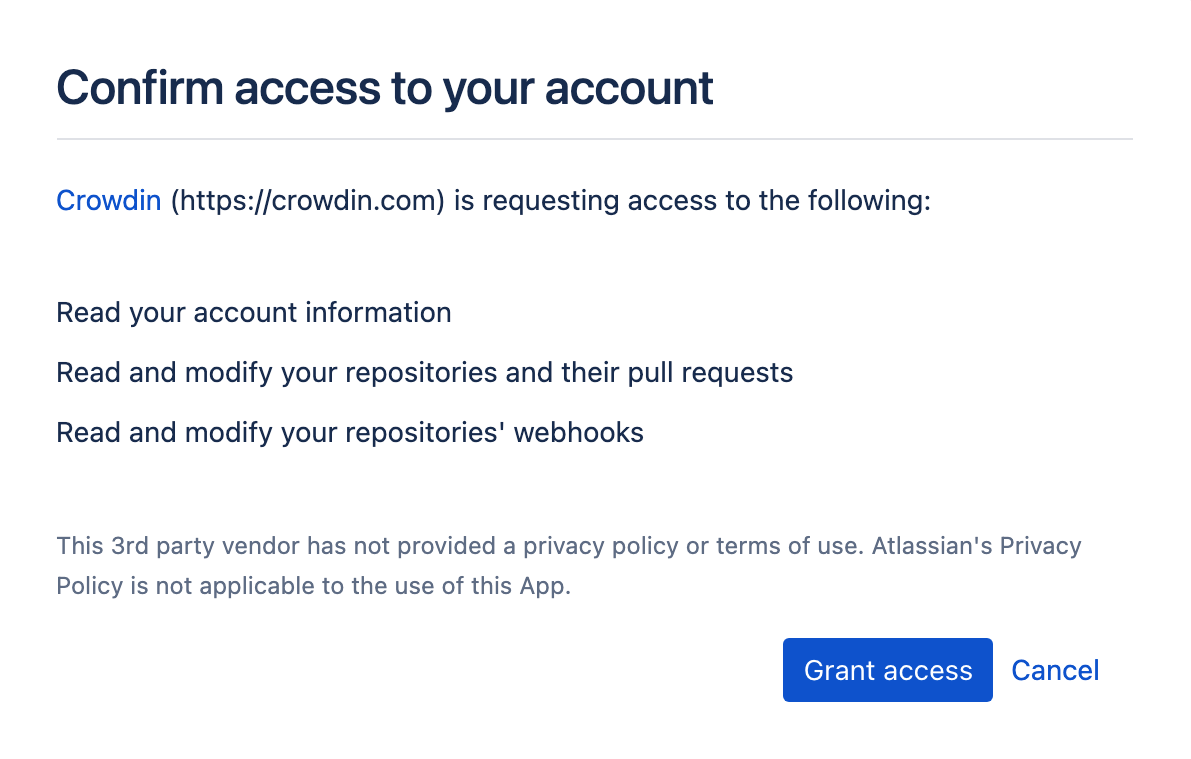 Confirm access to your account
Crowdin (https://crowdin.com) is requesting access to the following:
Read your account information
Read and modify your repositories and their pull requests
Read and modify your repositories' webhooks
This 3rd party vendor has not provided a privacy policy or terms of use. Atlassian's Privacy
Policy is not applicable to the use of this App.
Grant access Cancel